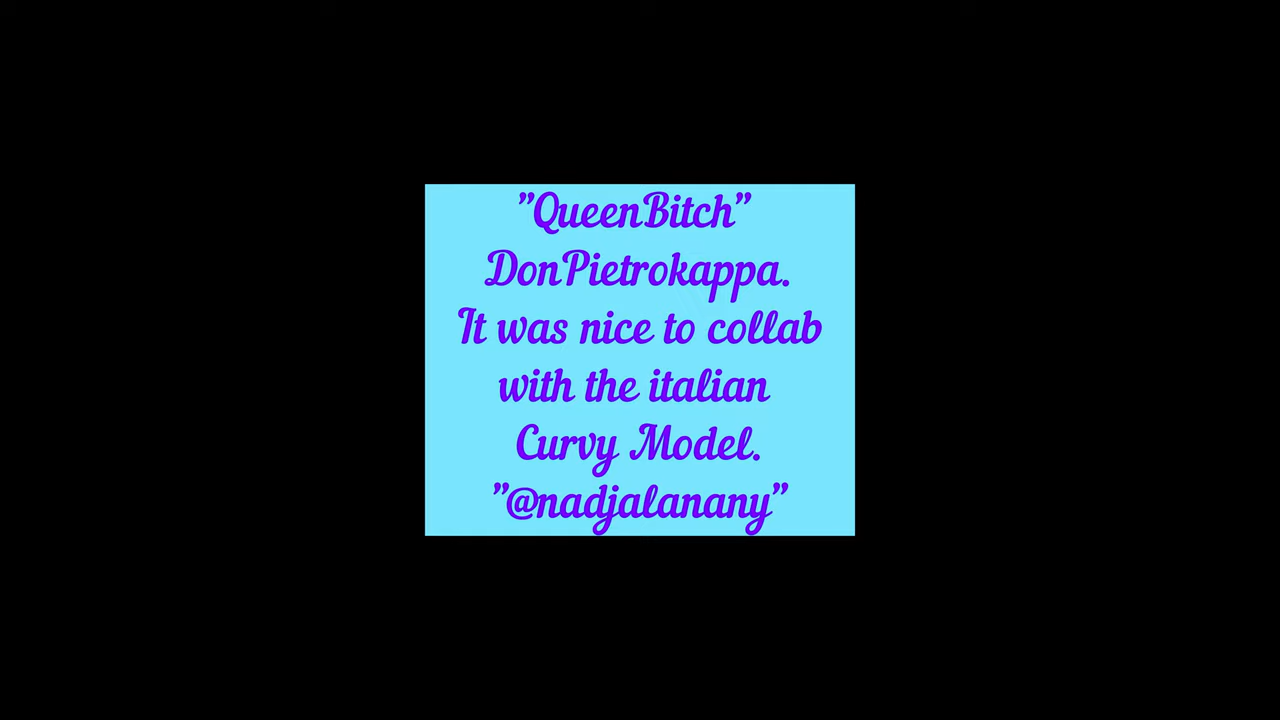 "QueenBitch"
DonPietrokappa.
It was nice to collab
with the italian
Curvy Model.
"@nadjalanany"